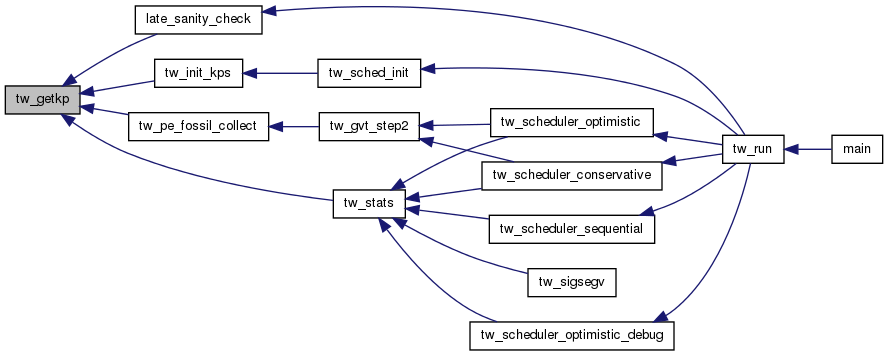 late_sanity_check
tw_init_kps
tw_sched_init
tw_getkp
tw_pe_fossil_collect
tw_gvt_step2
tw_scheduler_optimistic
tw_run
main
tw_scheduler_conservative
tw_stats
tw_scheduler_sequential
tw_sigsegv
tw_scheduler_optimistic_debug